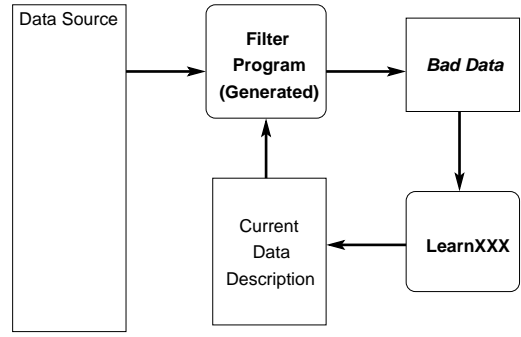 Data Source
Filter
Program
(Generated)
Bad Data
Current
Data
Description
LearnXXX